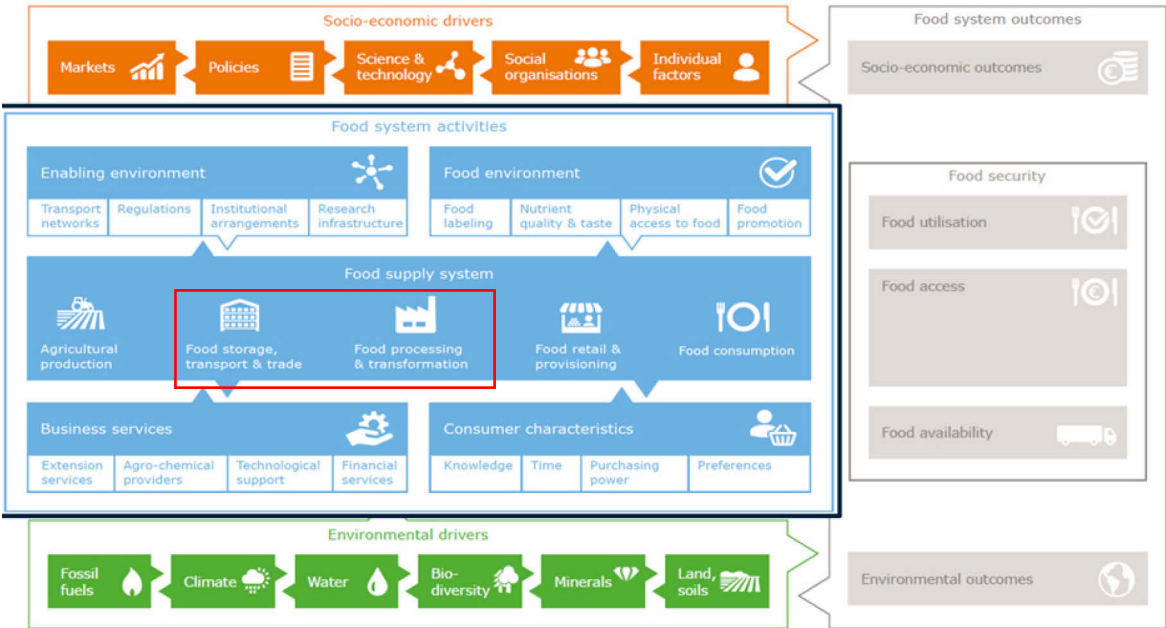 Socio-economic drivers
Markets
Policies
Science &
technology
Social
organisations
Individual
factors
Food system outcomes
Socio-economic outcomes
Food system activities
Enabling environment
Transport
networks
Regulations
Institutional
arrangements
Research
infrastructure
Food environment
Food
labeling
Nutrient
quality & taste
Physical
access to food
Food
promotion
Food supply system
Agricultural
production
Food storage,
transport & trade
Food processing
& transformation
Food retail &
provisioning
Food consumption
Business services
Extension
services
Agro-chemical
providers
Technological
support
Financial
services
Consumer characteristics
Knowledge
Time
Purchasing
power
Preferences
Food security
Food utilisation
Food access
Food availability
Environmental drivers
Fossil
fuels
Climate
Water
Bio-
diversity
Minerals
Land,
soils
Environmental outcomes